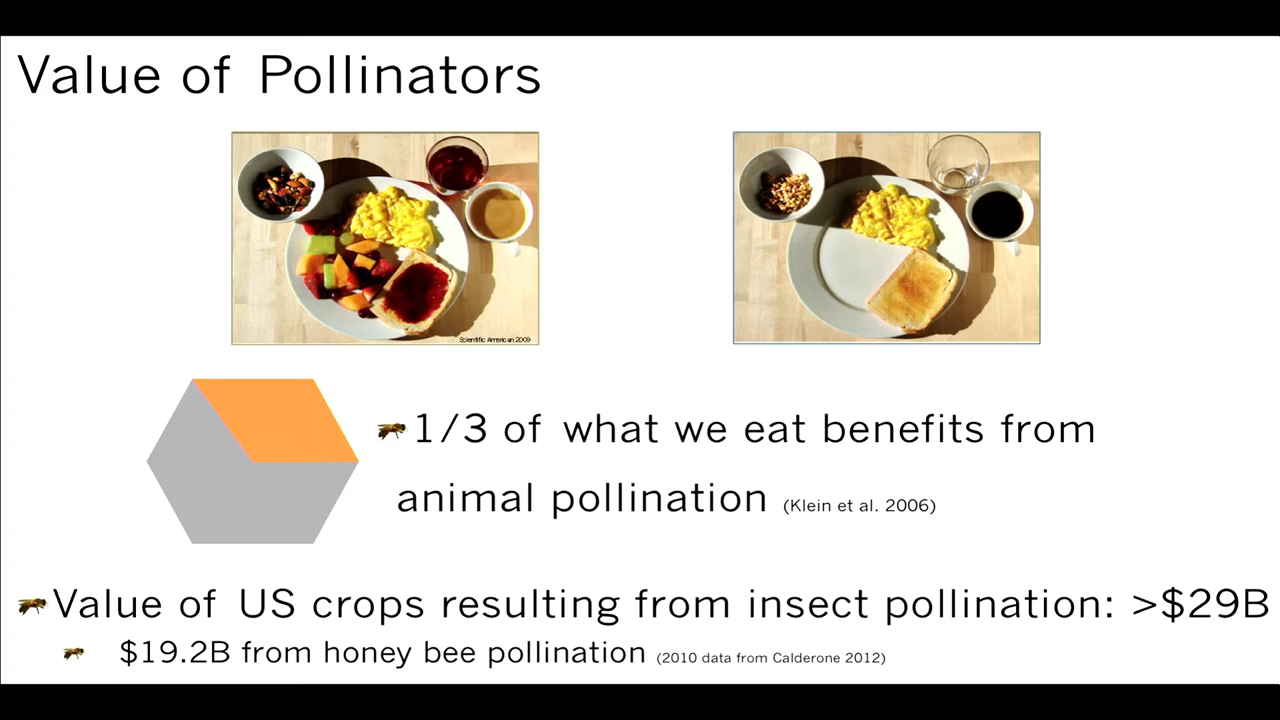 Value of Pollinators
Scientific American 2009
1/3 of what we eat benefits from
animal pollination (Klein et al. 2006)
Value of US crops resulting from insect pollination: >$29B
$19.2B from honey bee pollination (2010 data from Calderone 2012)